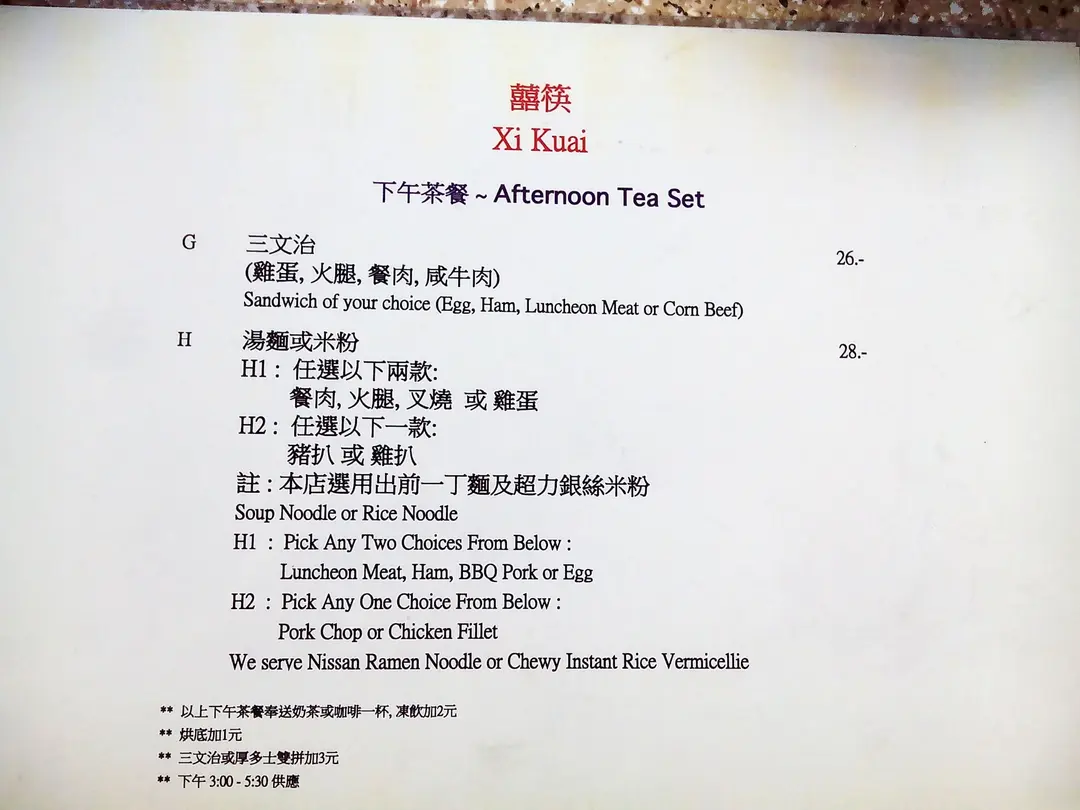 囍筷
Xi Kuai
下午茶餐 ~ Afternoon Tea Set
G 三文治 26.-
(雞蛋, 火腿, 餐肉, 咸牛肉)
Sandwich of your choice (Egg, Ham, Luncheon Meat or Corn Beef)
H 湯麵或米粉 28.-
H1 : 任選以下兩款:
餐肉, 火腿, 叉燒 或 雞蛋
H2 : 任選以下一款:
豬扒 或 雞扒
註 : 本店選用出前一丁麵及超力銀絲米粉
Soup Noodle or Rice Noodle
H1 : Pick Any Two Choices From Below :
Luncheon Meat, Ham, BBQ Pork or Egg
H2 : Pick Any One Choice From Below :
Pork Chop or Chicken Fillet
We serve Nissan Ramen Noodle or Chewy Instant Rice Vermicellie
** 以上下午茶餐奉送奶茶或咖啡一杯, 凍飲加2元
** 烘底加1元
** 三文治或厚多士雙拼加3元
** 下午 3:00 - 5:30 供應